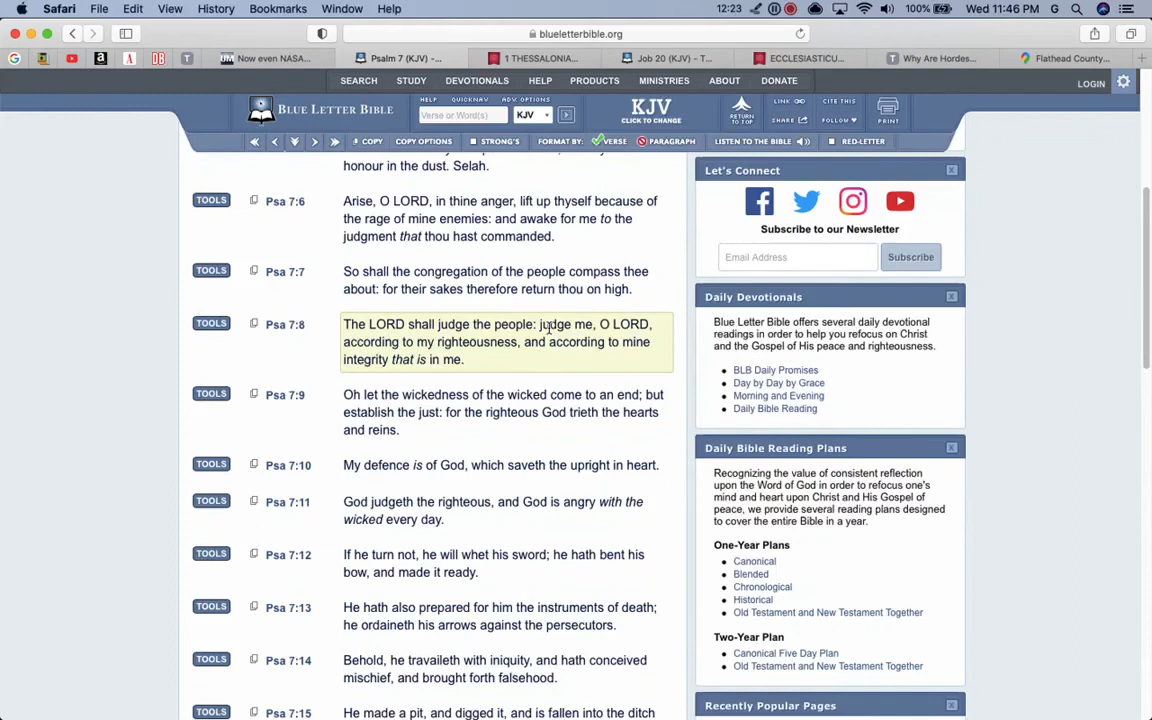 Safari File Edit View History Bookmarks Window Help 12:23 100% Wed 11:46 PM G
blueletterbible.org
Now even NASA... Psalm 7 (KJV) -... 1 THESSALONIA... Job 20 (KJV) - T... ECCLESIASTICU... Why Are Hordes... Flathead County...
SEARCH STUDY DEVOTIONALS HELP PRODUCTS MINISTRIES ABOUT DONATE
LOGIN
BLUE LETTER BIBLE
HELP QUICKNAV ADV. OPTIONS
Verse or Word(s) KJV
KJV
CLICK TO CHANGE
RETURN
TO TOP
LINK
SHARE
CITE THIS
FOLLOW
PRINT
COPY COPY OPTIONS STRONG'S FORMAT BY: VERSE PARAGRAPH LISTEN TO THE BIBLE RED-LETTER
honour in the dust. Selah.
TOOLS Psa 7:6 Arise, O LORD, in thine anger, lift up thyself because of
the rage of mine enemies: and awake for me to the
judgment that thou hast commanded.
TOOLS Psa 7:7 So shall the congregation of the people compass thee
about: for their sakes therefore return thou on high.
TOOLS Psa 7:8 The LORD shall judge the people: judge me, O LORD,
according to my righteousness, and according to mine
integrity that is in me.
TOOLS Psa 7:9 Oh let the wickedness of the wicked come to an end; but
establish the just: for the righteous God trieth the hearts
and reins.
TOOLS Psa 7:10 My defence is of God, which saveth the upright in heart.
TOOLS Psa 7:11 God judgeth the righteous, and God is angry with the
wicked every day.
TOOLS Psa 7:12 If he turn not, he will whet his sword; he hath bent his
bow, and made it ready.
TOOLS Psa 7:13 He hath also prepared for him the instruments of death;
he ordaineth his arrows against the persecutors.
TOOLS Psa 7:14 Behold, he travaileth with iniquity, and hath conceived
mischief, and brought forth falsehood.
TOOLS Psa 7:15 He made a pit, and digged it, and is fallen into the ditch
Let's Connect
Subscribe to our Newsletter
Email Address Subscribe
Daily Devotionals
Blue Letter Bible offers several daily devotional
readings in order to help you refocus on Christ
and the Gospel of His peace and righteousness.
BLB Daily Promises
Day by Day by Grace
Morning and Evening
Daily Bible Reading
Daily Bible Reading Plans
Recognizing the value of consistent reflection
upon the Word of God in order to refocus one's
mind and heart upon Christ and His Gospel of
peace, we provide several reading plans designed
to cover the entire Bible in a year.
One-Year Plans
Canonical
Blended
Chronological
Historical
Old Testament and New Testament Together
Two-Year Plan
Canonical Five Day Plan
Old Testament and New Testament Together
Recently Popular Pages